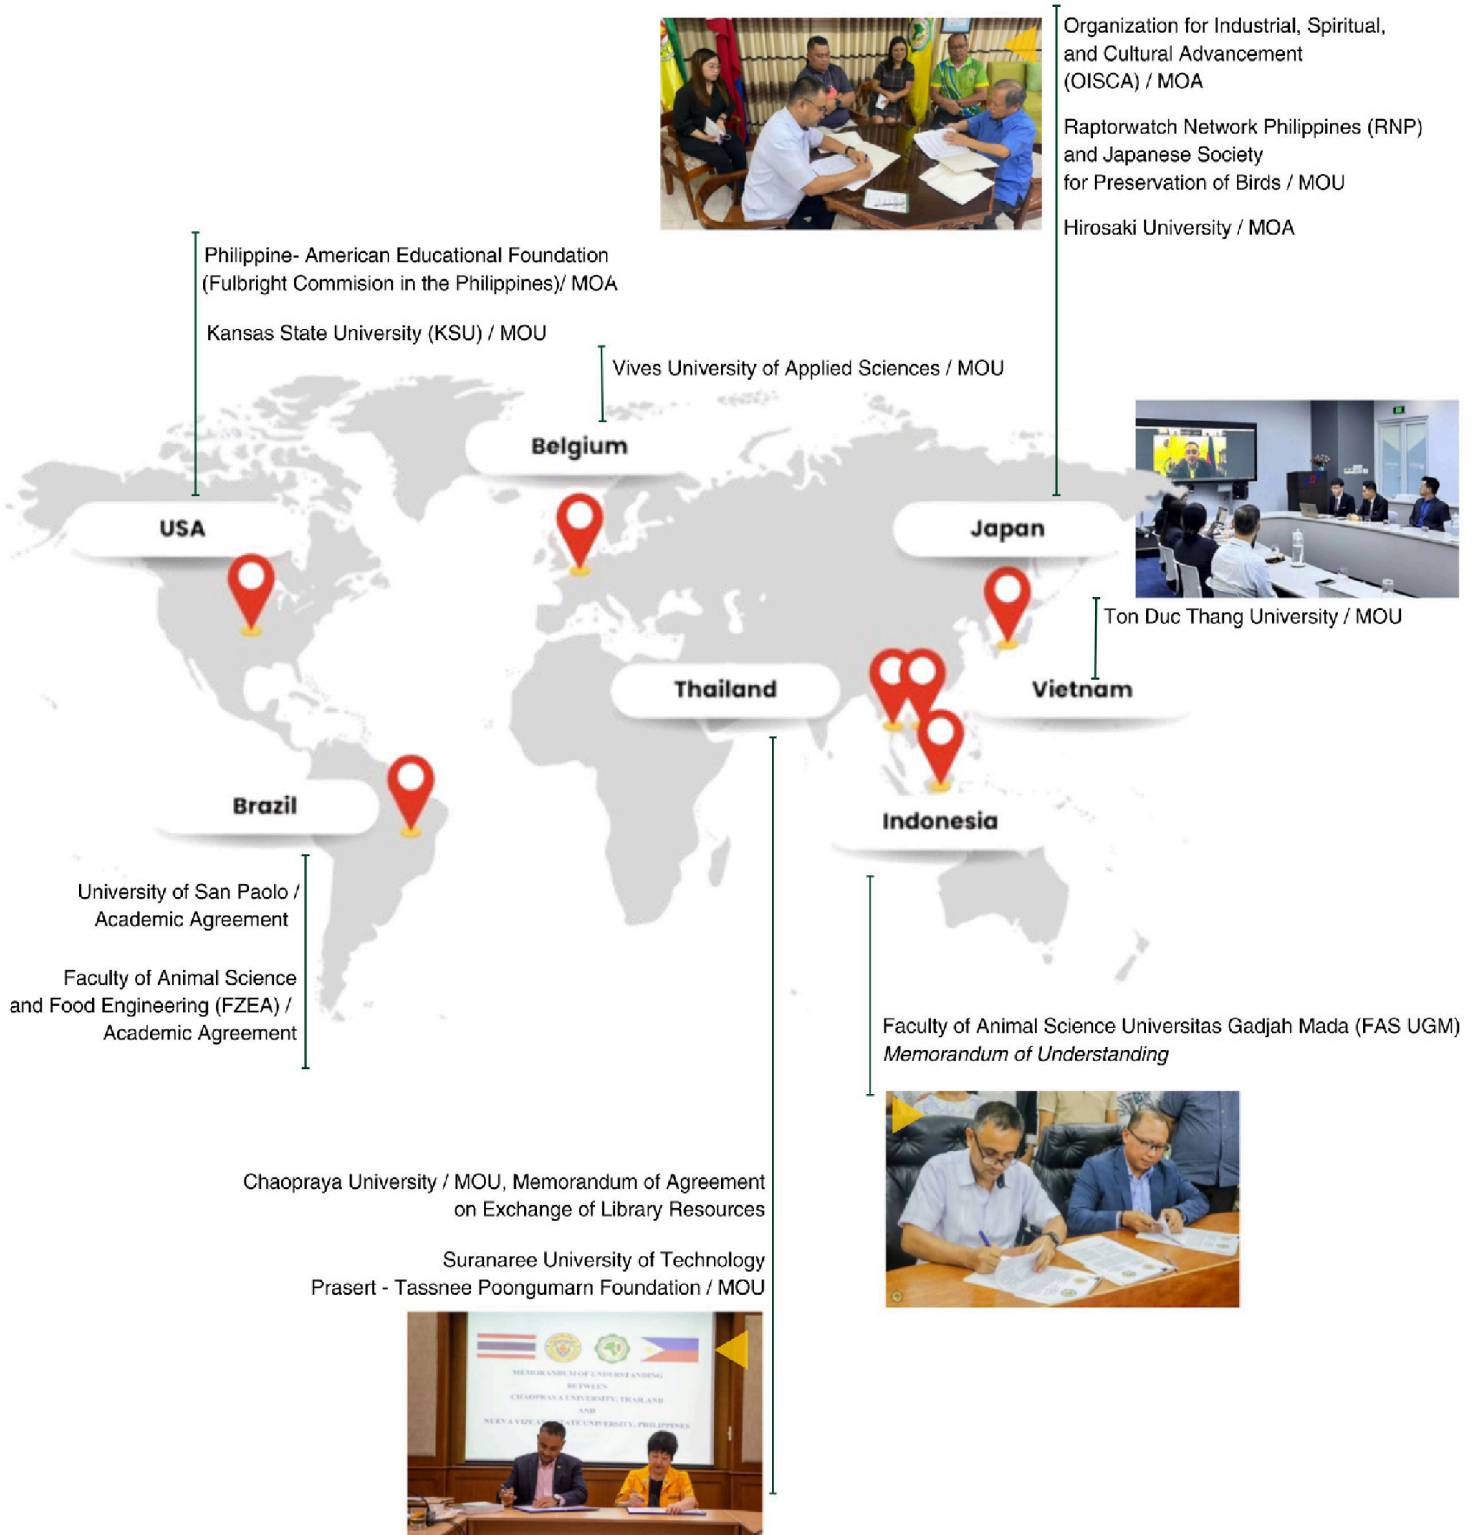 Organization for Industrial, Spiritual,
and Cultural Advancement
(OISCA) / MOA
Raptorwatch Network Philippines (RNP)
and Japanese Society
for Preservation of Birds / MOU
Hirosaki University / MOA
Philippine- American Educational Foundation
(Fulbright Commision in the Philippines)/ MOA
Kansas State University (KSU) / MOU
Vives University of Applied Sciences / MOU
Belgium
USA
Japan
Ton Duc Thang University / MOU
Thailand
Vietnam
Brazil
Indonesia
University of San Paolo /
Academic Agreement
Faculty of Animal Science
and Food Engineering (FZEA) /
Academic Agreement
Faculty of Animal Science Universitas Gadjah Mada (FAS UGM)
Memorandum of Understanding
Chaopraya University / MOU, Memorandum of Agreement
on Exchange of Library Resources
Suranaree University of Technology
Prasert - Tassnee Poongumarn Foundation / MOU
MEMORANDUM OF UNDERSTANDING
BETWEEN
CHAOPRAYA UNIVERSITY, THAILAND
AND
NUEVA VIZCAYA STATE UNIVERSITY, PHILIPPINES